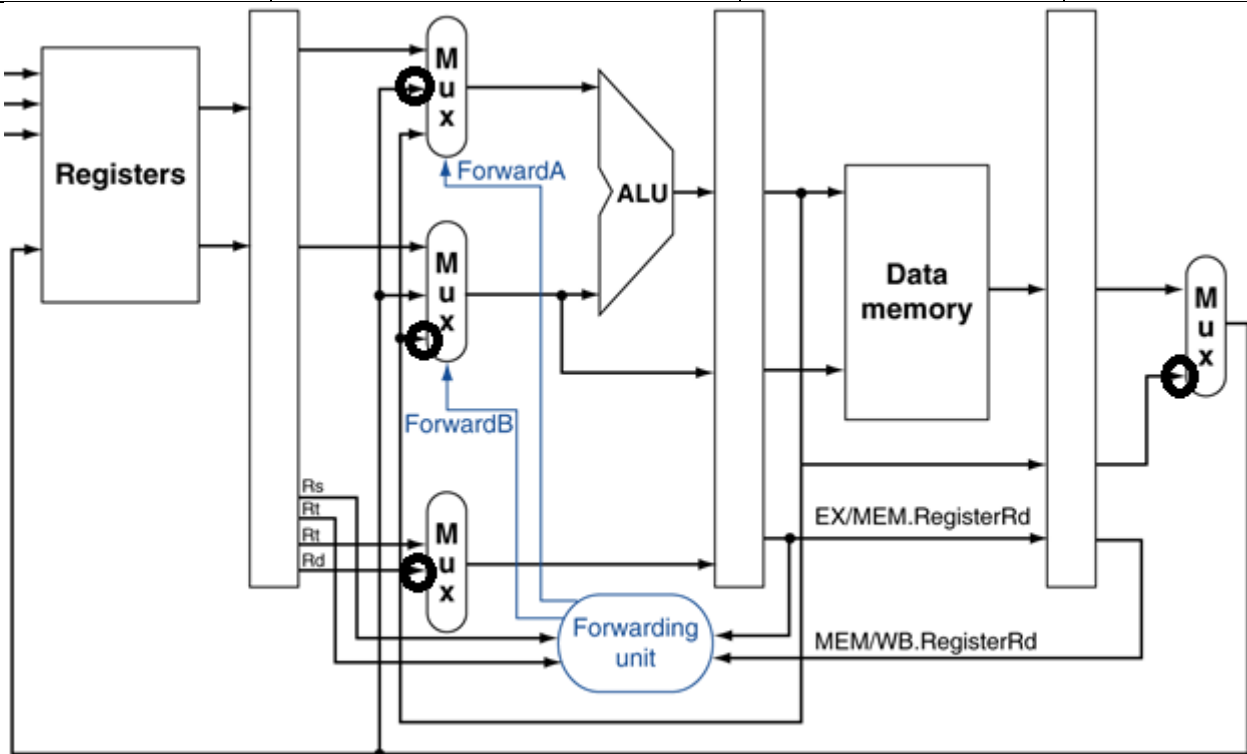 M
u
x
Registers
ForwardA
ALU
M
u
x
Data
memory
M
u
x
ForwardB
Rs
Rt
Rt
Rd
M
u
x
EX/MEM.RegisterRd
Forwarding
unit
MEM/WB.RegisterRd